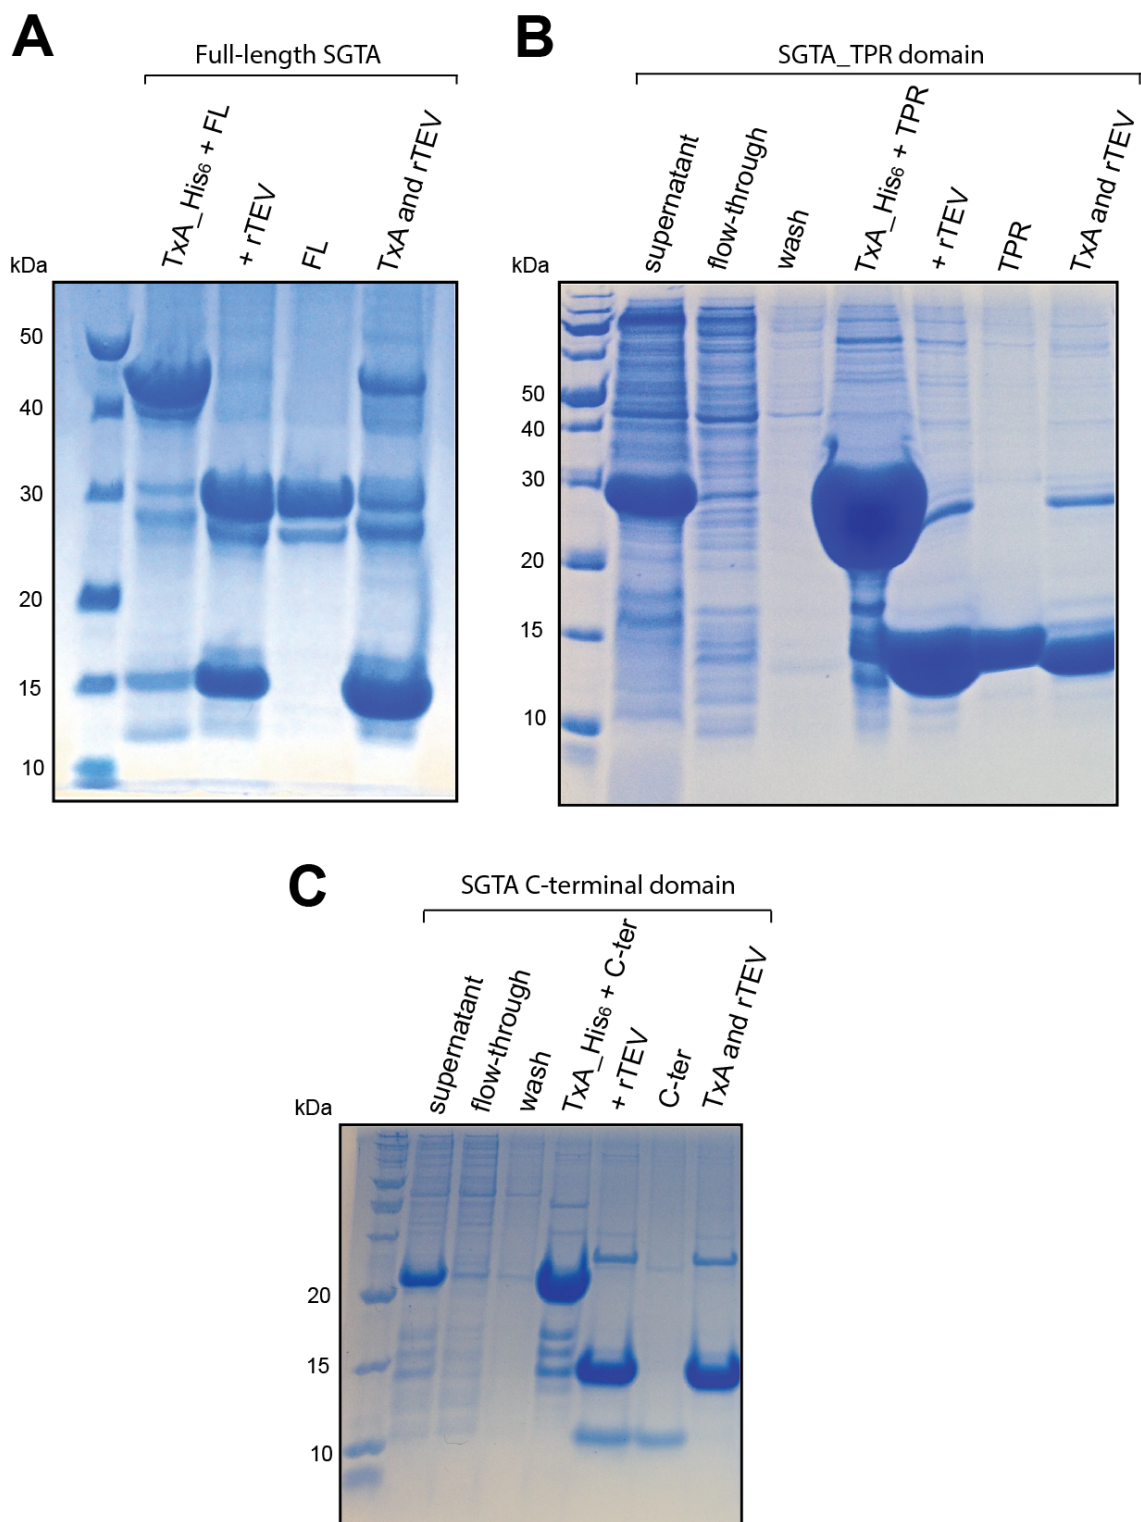 A
Full-length SGTA
TxA_His6 + FL
+ rTEV
FL
TxA and rTEV
kDa
50
40
30
20
15
10
B
SGTA_TPR domain
supernatant
flow-through
wash
TxA_His6 + TPR
+ rTEV
TPR
TxA and rTEV
kDa
50
40
30
20
15
10
C
SGTA C-terminal domain
supernatant
flow-through
wash
TxA_His6 + C-ter
+ rTEV
C-ter
TxA and rTEV
kDa
20
15
10